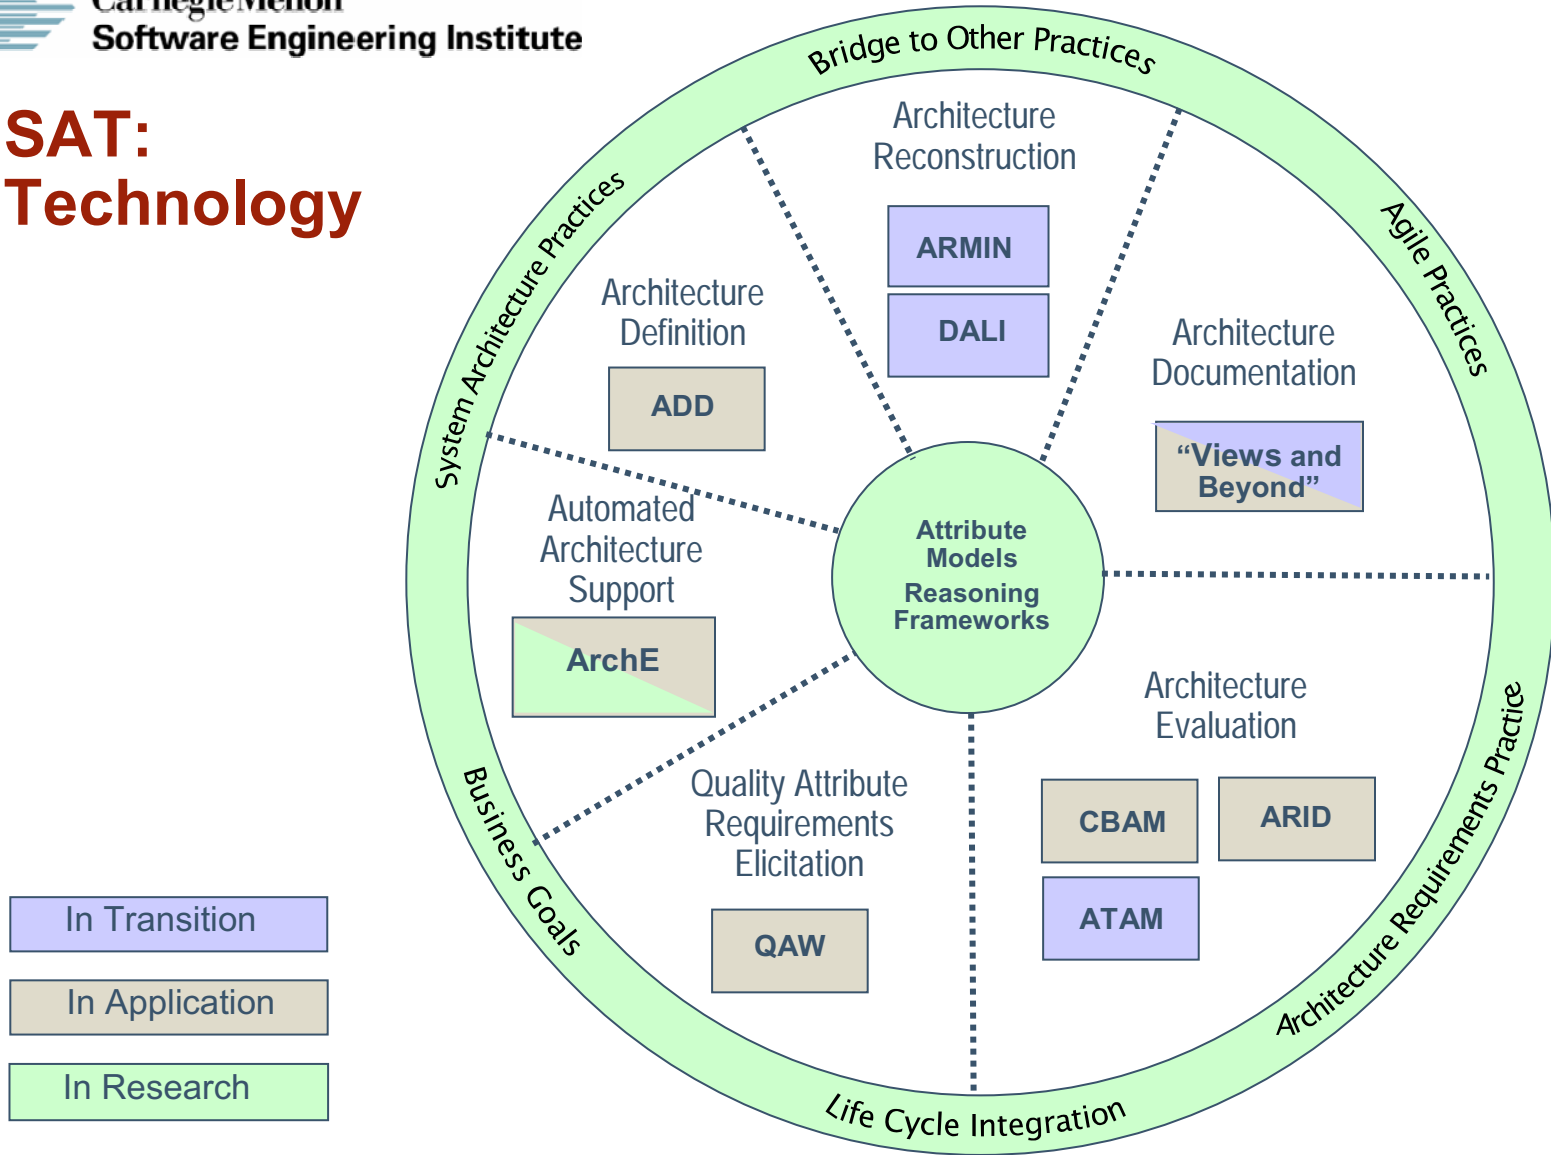 Carnegie Mellon
Software Engineering Institute
SAT:
Technology
Bridge to Other Practices
Agile Practices
Architecture Requirements Practice
Life Cycle Integration
Business Goals
System Architecture Practices
Architecture
Reconstruction
ARMIN
DALI
Architecture
Definition
ADD
Architecture
Documentation
“Views and
Beyond”
Automated
Architecture
Support
ArchE
Attribute
Models
Reasoning
Frameworks
Architecture
Evaluation
CBAM
ARID
ATAM
Quality Attribute
Requirements
Elicitation
QAW
In Transition
In Application
In Research